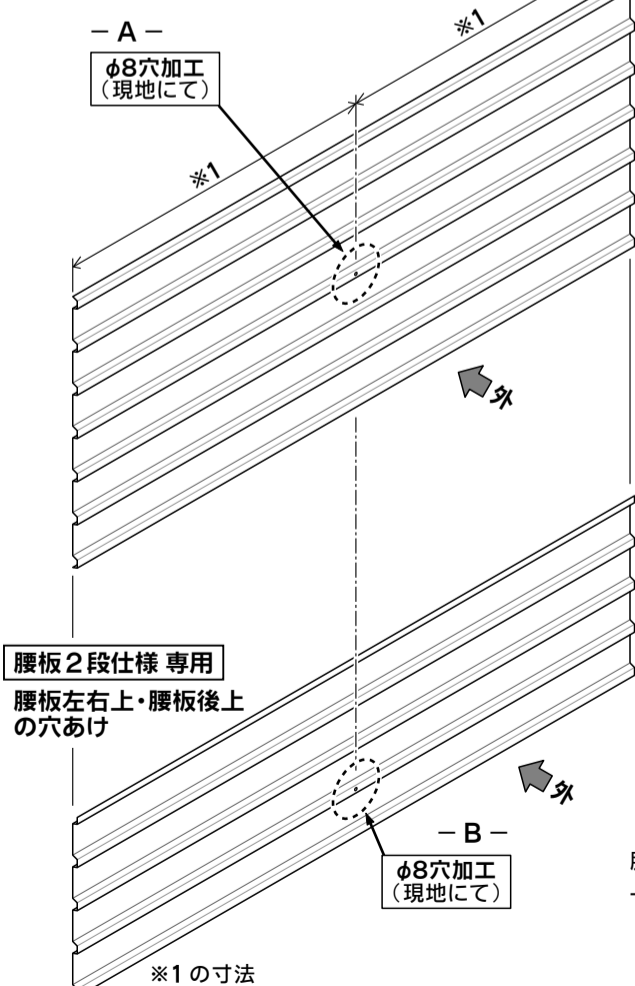 ※1
－A－
φ8穴加工
（現地にて）
※1
外
腰板２段仕様 専用
腰板左右上・腰板後上
の穴あけ
外
－B－
φ8穴加工
（現地にて）
※1 の寸法